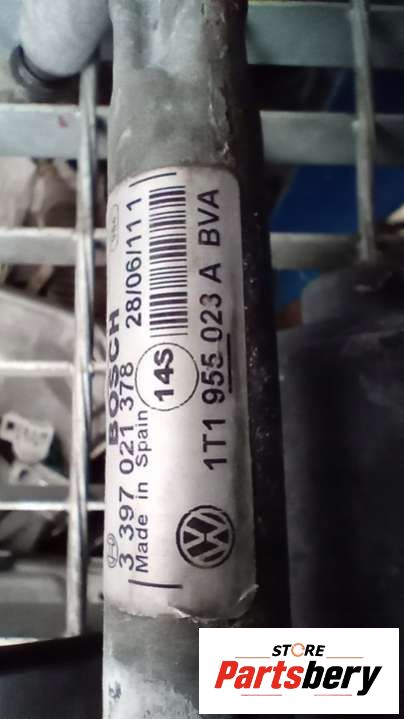 BOSCH
3 397 021 378 28/06/11 1
Made in Spain
14S
1T1 955 023 A BVA
STORE
Partsbery